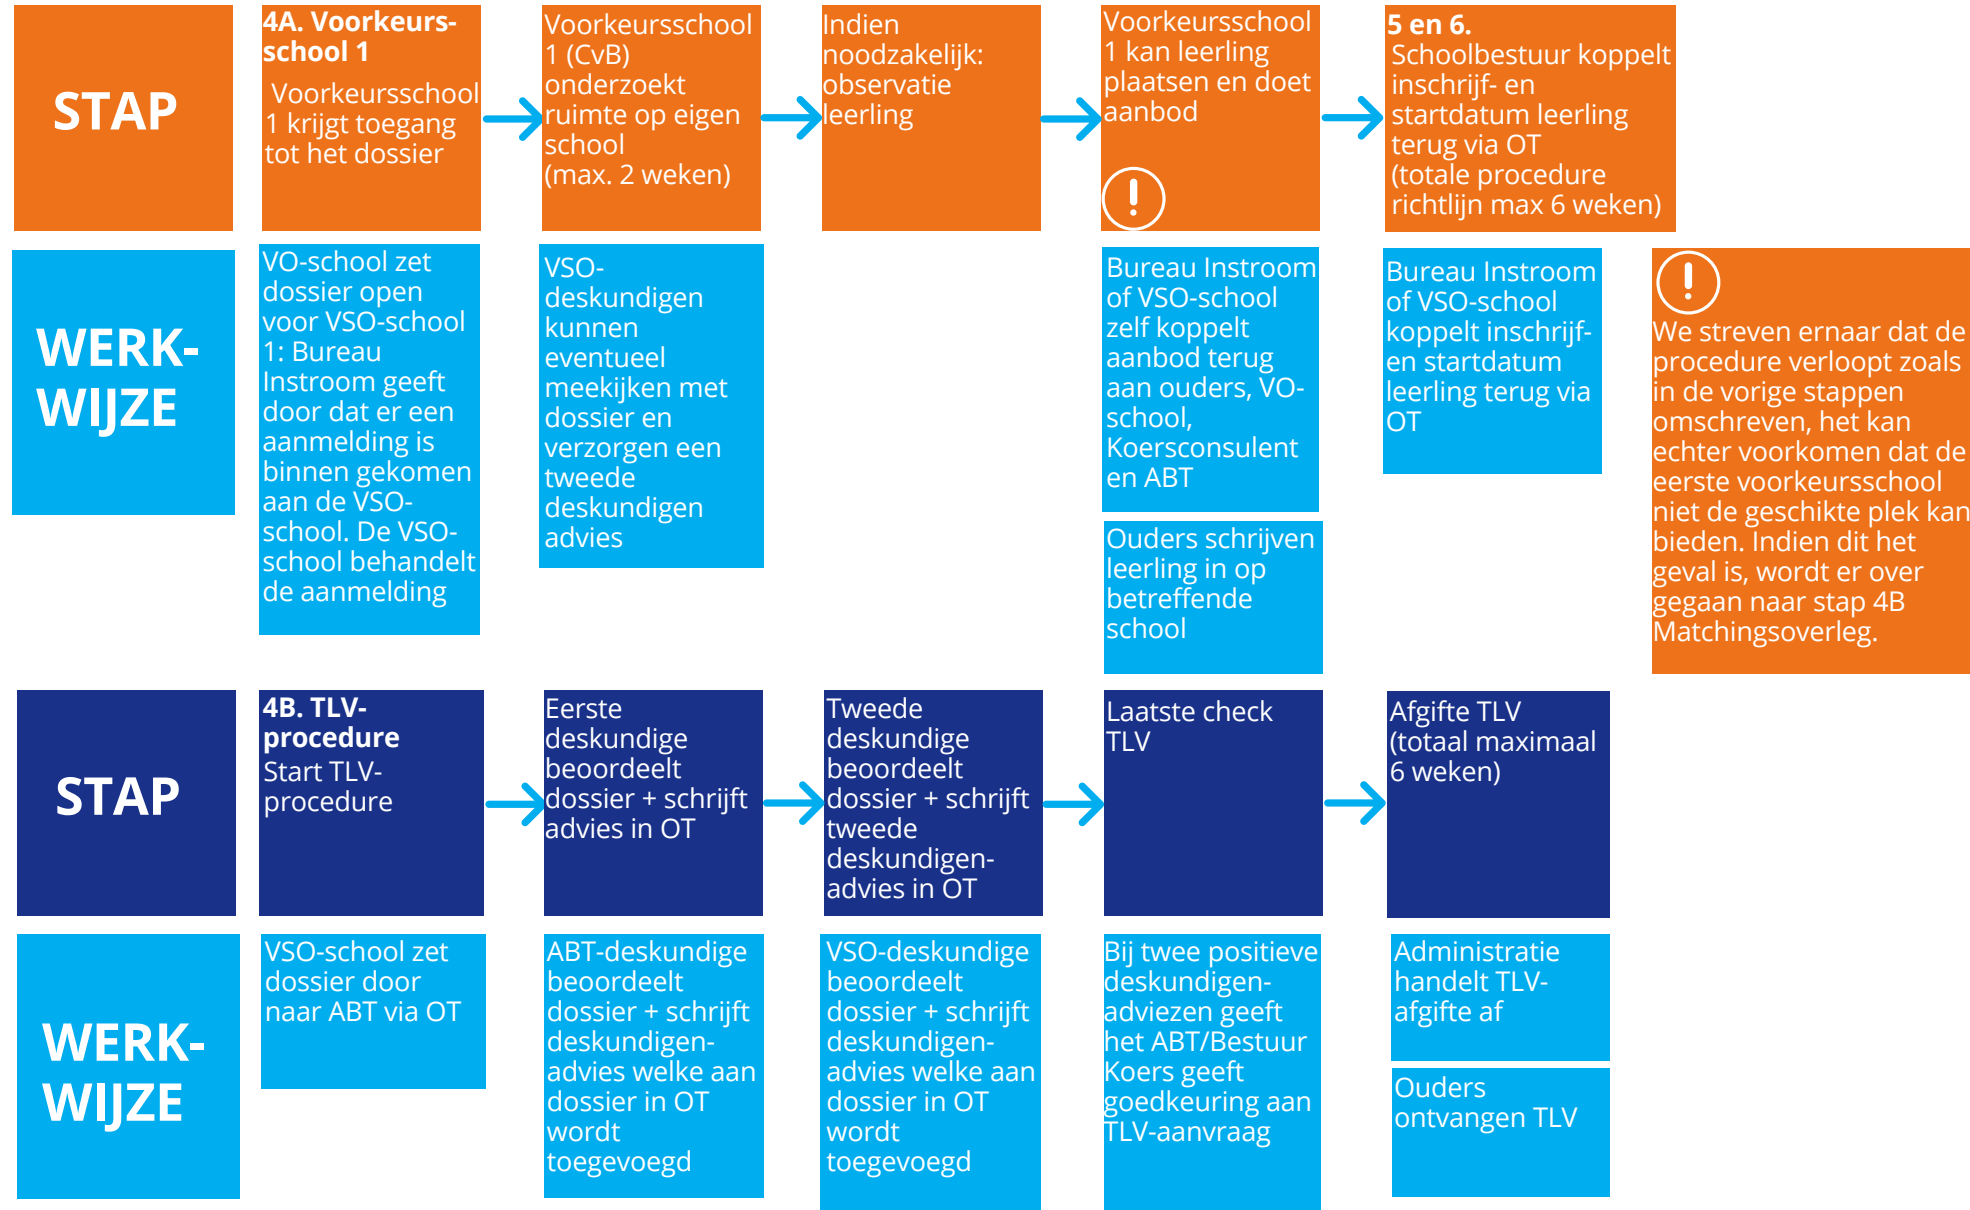 STAP
4A. Voorkeurs-
school 1
Voorkeursschool
1 krijgt toegang
tot het dossier
Voorkeursschool
1 (CvB)
onderzoekt
ruimte op eigen
school
(max. 2 weken)
Indien
noodzakelijk:
observatie
leerling
Voorkeursschool
1 kan leerling
plaatsen en doet
aanbod
!
5 en 6.
Schoolbestuur koppelt
inschrijf- en
startdatum leerling
terug via OT
(totale procedure
richtlijn max 6 weken)
WERK-
WIJZE
VO-school zet
dossier open
voor VSO-school
1: Bureau
Instroom geeft
door dat er een
aanmelding is
binnen gekomen
aan de VSO-
school. De VSO-
school behandelt
de aanmelding
VSO-
deskundigen
kunnen
eventueel
meekijken met
dossier en
verzorgen een
tweede
deskundigen
advies
Bureau Instroom
of VSO-school
zelf koppelt
aanbod terug
aan ouders, VO-
school,
Koersconsulent
en ABT
Ouders schrijven
leerling in op
betreffende
school
Bureau Instroom
of VSO-school
koppelt inschrijf-
en startdatum
leerling terug via
OT
!
We streven ernaar dat de
procedure verloopt zoals
in de vorige stappen
omschreven, het kan
echter voorkomen dat de
eerste voorkeursschool
niet de geschikte plek kan
bieden. Indien dit het
geval is, wordt er over
gegaan naar stap 4B
Matchingsoverleg.
STAP
4B. TLV-
procedure
Start TLV-
procedure
Eerste
deskundige
beoordeelt
dossier + schrijft
advies in OT
Tweede
deskundige
beoordeelt
dossier + schrijft
tweede
deskundigen-
advies in OT
Laatste check
TLV
Afgifte TLV
(totaal maximaal
6 weken)
WERK-
WIJZE
VSO-school zet
dossier door
naar ABT via OT
ABT-deskundige
beoordeelt
dossier + schrijft
deskundigen-
advies welke aan
dossier in OT
wordt
toegevoegd
VSO-deskundige
beoordeelt
dossier + schrijft
deskundigen-
advies welke aan
dossier in OT
wordt
toegevoegd
Bij twee positieve
deskundigen-
adviezen geeft
het ABT/Bestuur
Koers geeft
goedkeuring aan
TLV-aanvraag
Administratie
handelt TLV-
afgifte af
Ouders
ontvangen TLV